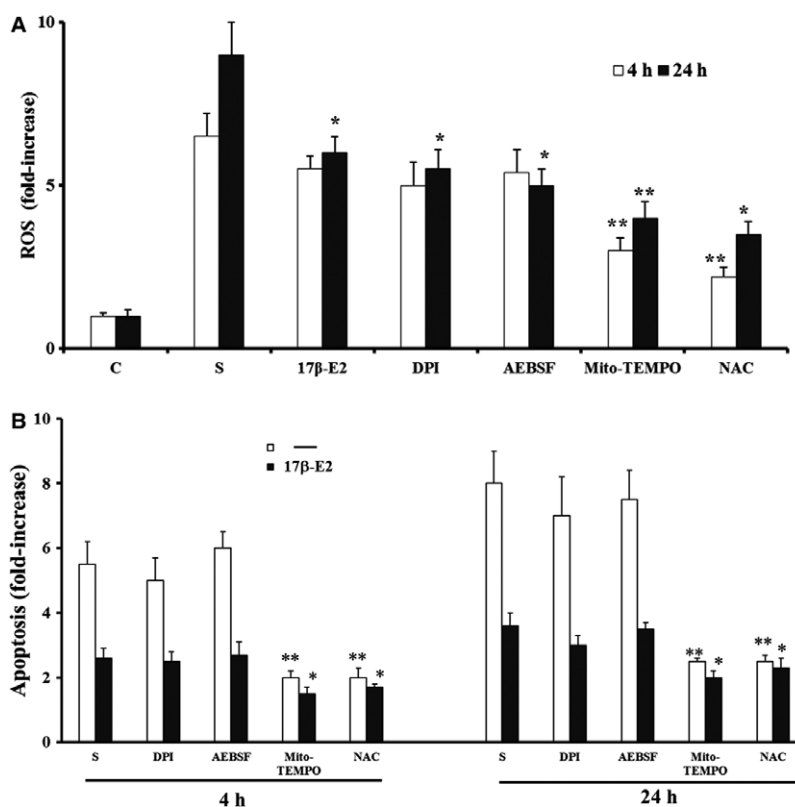 A
10
5
0
ROS (fold-increase)
4 h 24 h
*
*
*
**
**
**
*
C S 17β-E2 DPI AEBSF Mito-TEMPO NAC
B
10
8
6
4
2
0
Apoptosis (fold-increase)
—
17β-E2
**
*
**
*
**
*
**
*
S DPI AEBSF Mito-TEMPO NAC
S DPI AEBSF Mito-TEMPO NAC
4 h 24 h